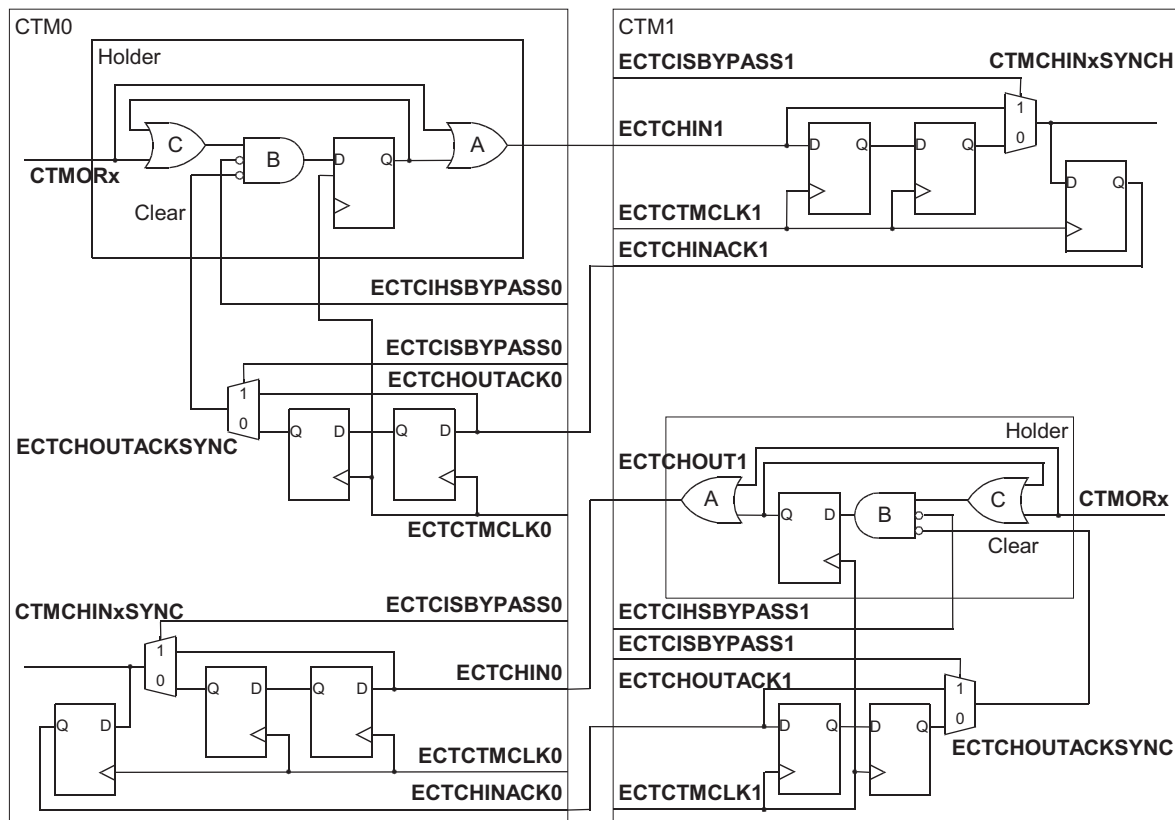 CTM0
Holder
C
B
D
Q
A
CTMORx
Clear
ECTCIHSBYPASS0
ECTCISBYPASS0
ECTCHOUTACK0
1
0
Q
D
Q
D
ECTCHOUTACKSYNC
ECTCTMCLK0
CTMCHINxSYNC
ECTCISBYPASS0
1
0
ECTCHIN0
Q
D
Q
D
Q
D
ECTCTMCLK0
ECTCHINACK0
CTM1
ECTCISBYPASS1
CTMCHINxSYNCH
1
0
ECTCHIN1
D
Q
D
Q
D
Q
ECTCTMCLK1
ECTCHINACK1
Holder
ECTCHOUT1
A
Q
D
B
C
CTMORx
Clear
ECTCIHSBYPASS1
ECTCISBYPASS1
ECTCHOUTACK1
1
0
D
Q
D
Q
ECTCHOUTACKSYNC
ECTCTMCLK1